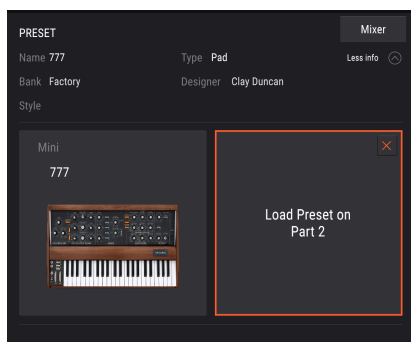 PRESET
Mixer
Name 777
Type Pad
Less info
Bank Factory
Designer Clay Duncan
Style
Mini
777
Load Preset on
Part 2